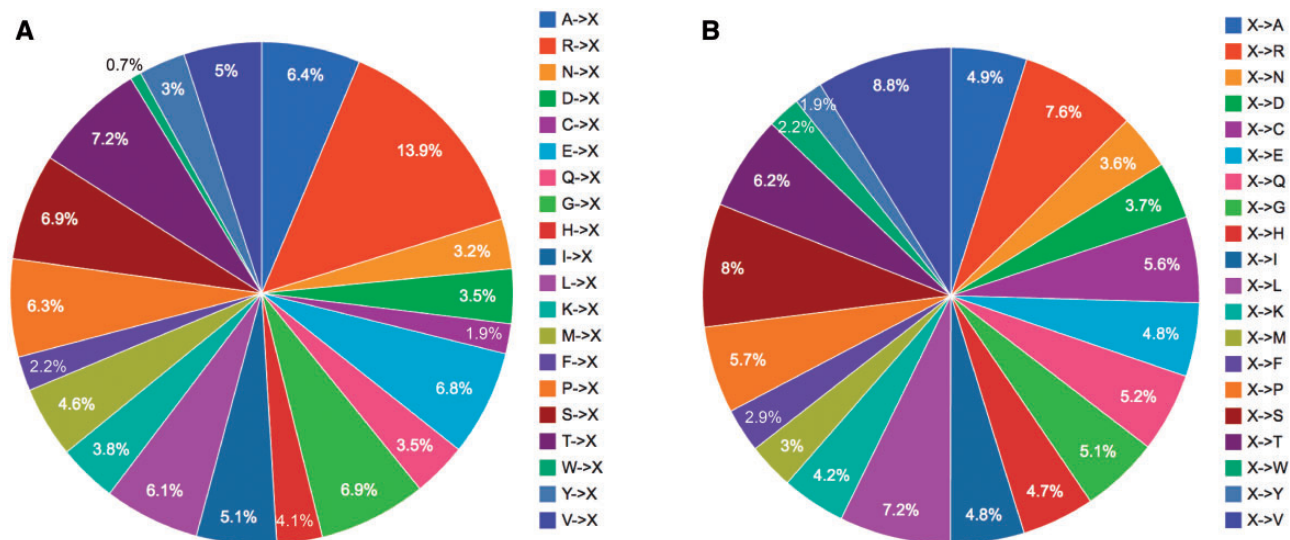 A
6.4%
13.9%
3.2%
3.5%
1.9%
6.8%
3.5%
6.9%
4.1%
5.1%
6.1%
3.8%
4.6%
2.2%
6.3%
6.9%
7.2%
0.7%
3%
5%
A->X
R->X
N->X
D->X
C->X
E->X
Q->X
G->X
H->X
I->X
L->X
K->X
M->X
F->X
P->X
S->X
T->X
W->X
Y->X
V->X
B
4.9%
7.6%
3.6%
3.7%
5.6%
4.8%
5.2%
5.1%
4.7%
4.8%
7.2%
4.2%
3%
2.9%
5.7%
8%
6.2%
2.2%
1.9%
8.8%
X->A
X->R
X->N
X->D
X->C
X->E
X->Q
X->G
X->H
X->I
X->L
X->K
X->M
X->F
X->P
X->S
X->T
X->W
X->Y
X->V